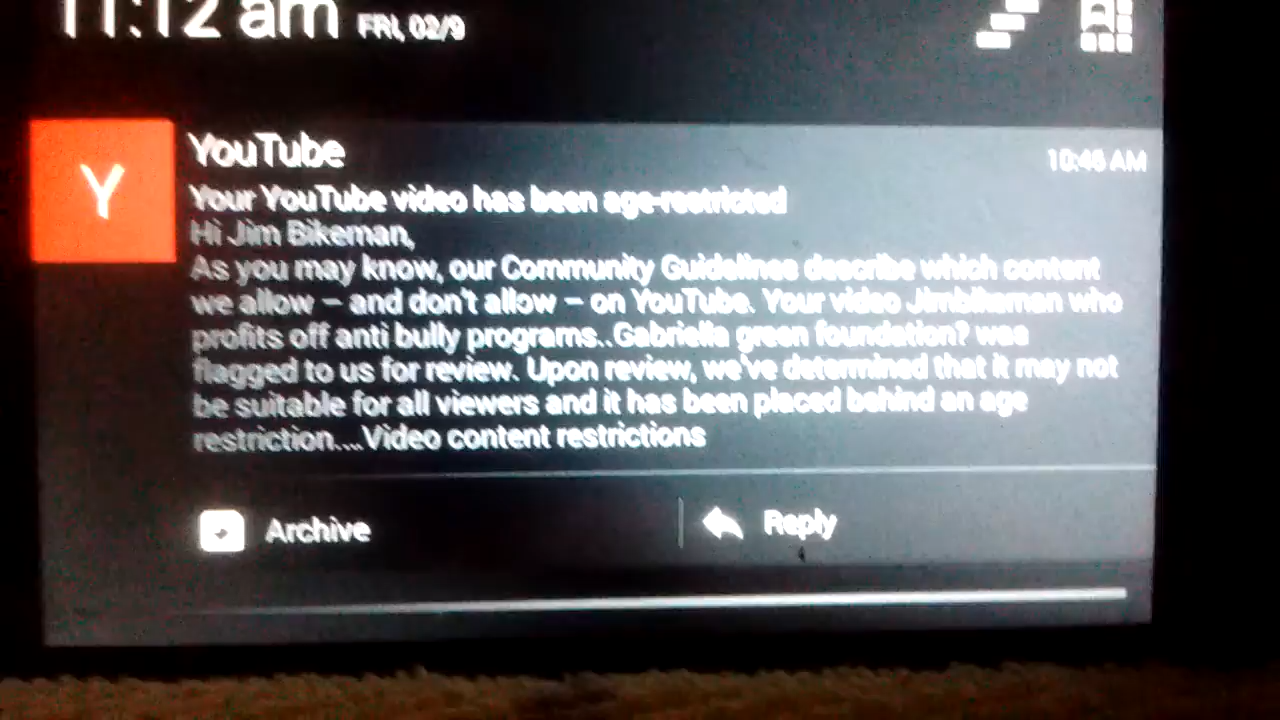 11:12 am FRI, 02/9
Y
YouTube
10:45 AM
Your YouTube video has been age-restricted
Hi Jim Bikeman,
As you may know, our Community Guidelines describe which content
we allow – and don't allow – on YouTube. Your video Jimbikeman who
profits off anti bully programs..Gabriella green foundation? was
flagged to us for review. Upon review, we've determined that it may not
be suitable for all viewers and it has been placed behind an age
restriction....Video content restrictions
Archive
Reply